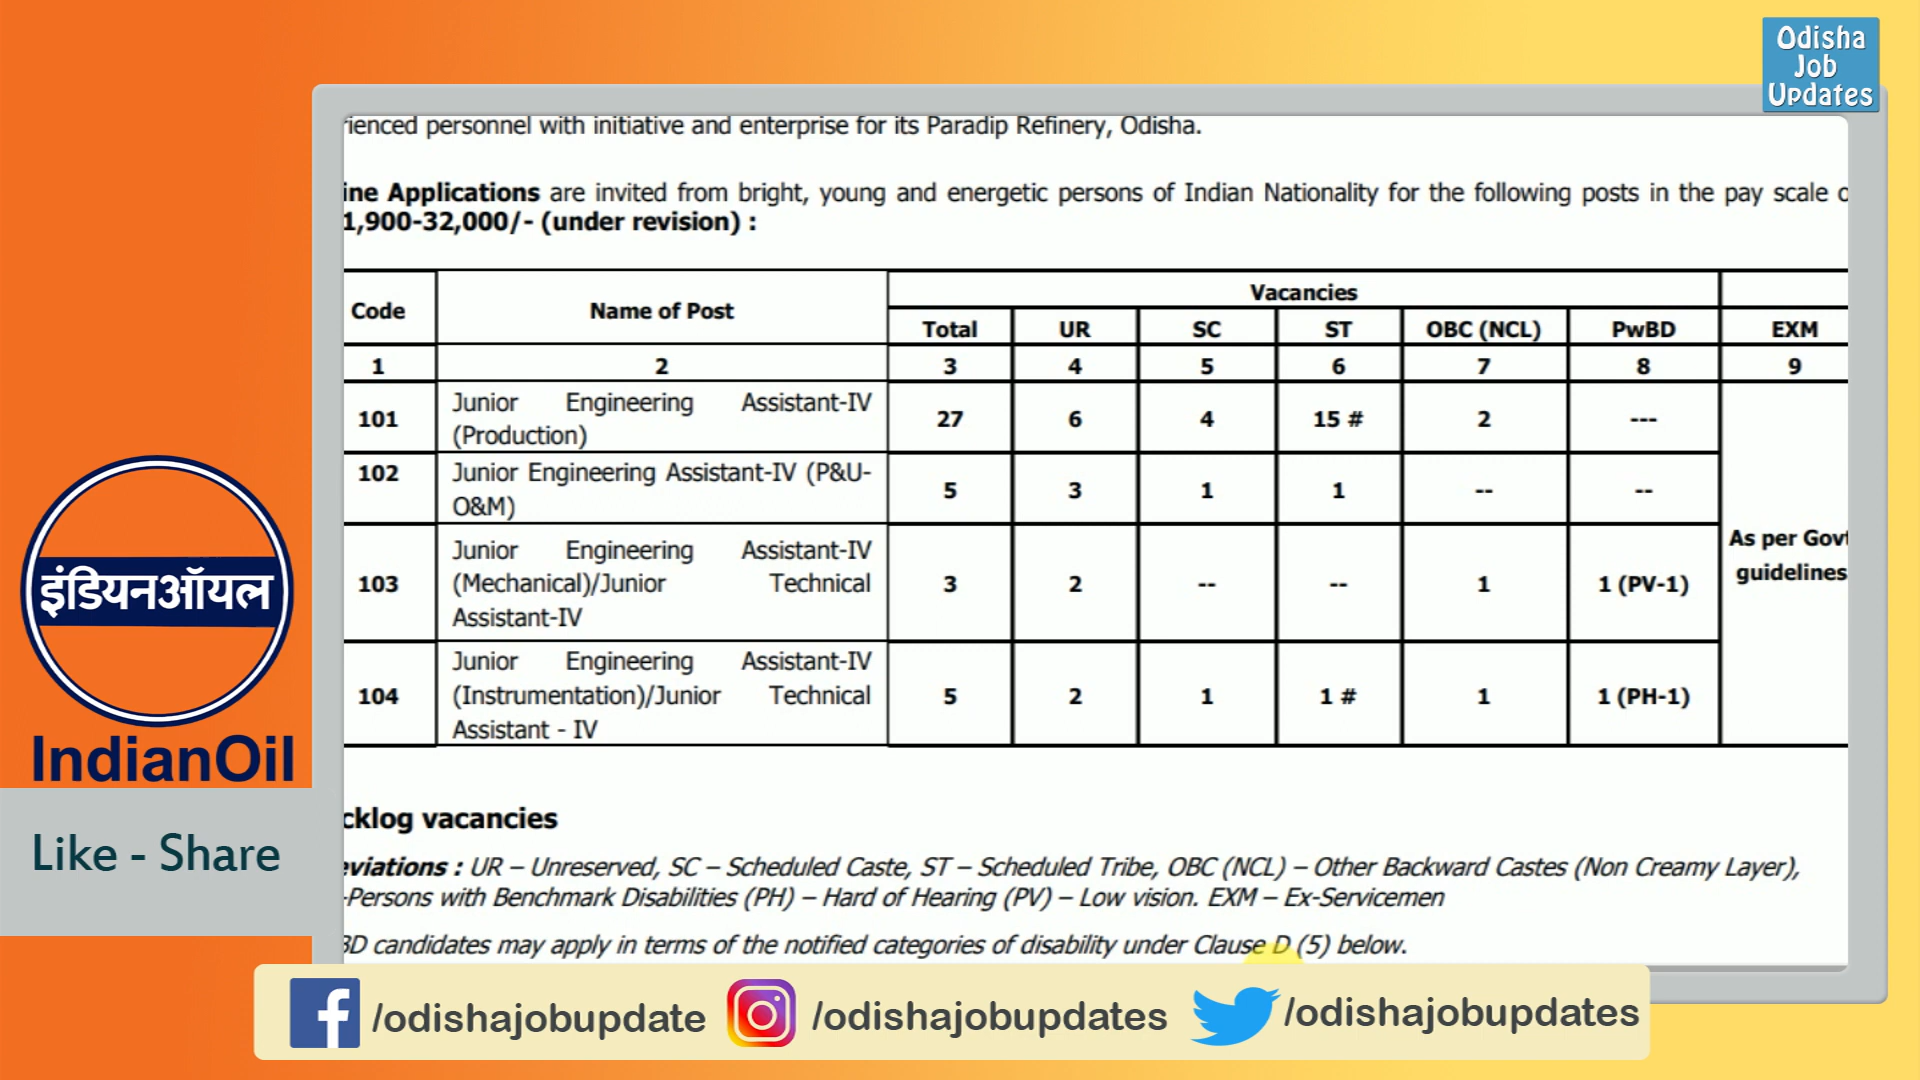 Odisha
Job
Updates
rienced personnel with initiative and enterprise for its Paradip Refinery, Odisha.
ine Applications are invited from bright, young and energetic persons of Indian Nationality for the following posts in the pay scale o
1,900-32,000/- (under revision) :
Code Name of Post Vacancies
Total UR SC ST OBC (NCL) PwBD EXM
1 2 3 4 5 6 7 8 9
101 Junior Engineering Assistant-IV (Production) 27 6 4 15 # 2 ---
102 Junior Engineering Assistant-IV (P&U-O&M) 5 3 1 1 -- --
103 Junior Engineering Assistant-IV (Mechanical)/Junior Technical Assistant-IV 3 2 -- -- 1 1 (PV-1)
As per Govt
guidelines
104 Junior Engineering Assistant-IV (Instrumentation)/Junior Technical Assistant - IV 5 2 1 1 # 1 1 (PH-1)
cklog vacancies
eviations : UR – Unreserved, SC – Scheduled Caste, ST – Scheduled Tribe, OBC (NCL) – Other Backward Castes (Non Creamy Layer),
-Persons with Benchmark Disabilities (PH) – Hard of Hearing (PV) – Low vision. EXM – Ex-Servicemen
BD candidates may apply in terms of the notified categories of disability under Clause D (5) below.
इंडियनऑयल
IndianOil
Like - Share
/odishajobupdate /odishajobupdates /odishajobupdates